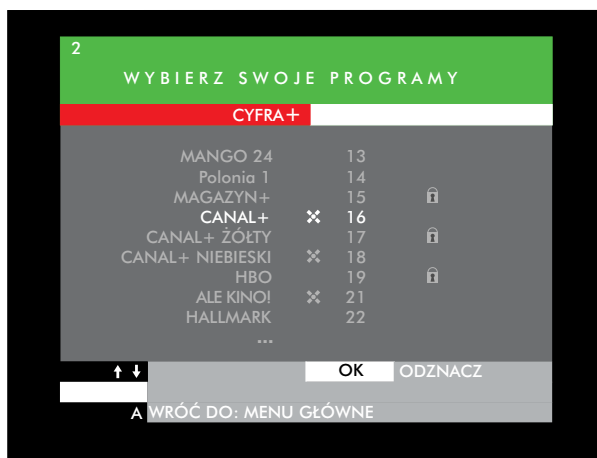 2
WYBIERZ SWOJE PROGRAMY
CYFRA+
MANGO 24 13
Polonia 1 14
MAGAZYN+ 15
CANAL+ 16
CANAL+ ŻÓŁTY 17
CANAL+ NIEBIESKI 18
HBO 19
ALE KINO! 21
HALLMARK 22
...
OK ODZNACZ
A WRÓĆ DO: MENU GŁÓWNE